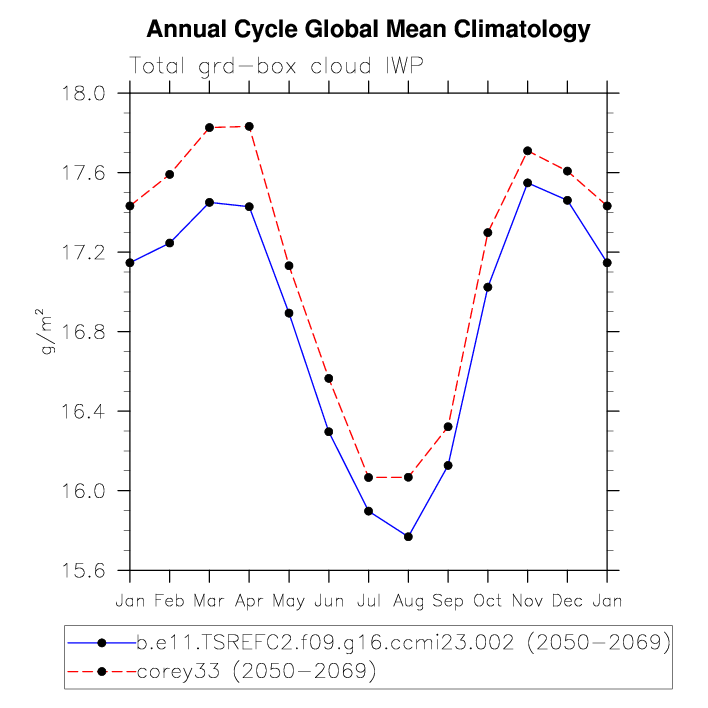 Annual Cycle Global Mean Climatology
Total grd-box cloud IWP
18.0
17.6
17.2
16.8
16.4
16.0
15.6
g/m²
Jan Feb Mar Apr May Jun Jul Aug Sep Oct Nov Dec Jan
b.e11.TSREFC2.f09.g16.ccmi23.002 (2050-2069)
corey33 (2050-2069)